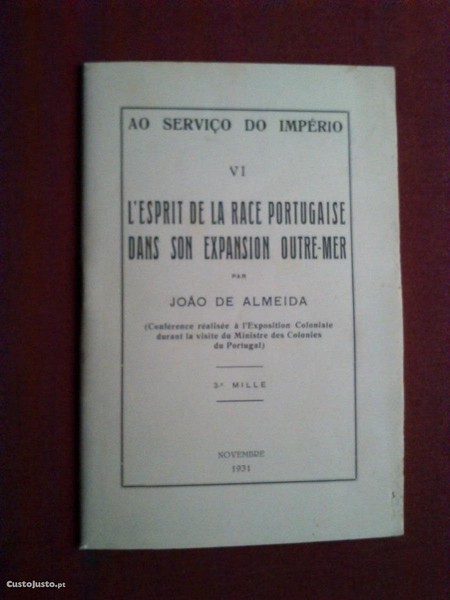 AO SERVIÇO DO IMPÉRIO
VI
L'ESPRIT DE LA RACE PORTUGAISE
DANS SON EXPANSION OUTRE-MER
PAR
JOÃO DE ALMEIDA
(Conférence réalisée à l'Exposition Coloniale
durant la visite du Ministre des Colonies
du Portugal)
3.e MILLE
NOVEMBRE
1931
CustoJusto.pt